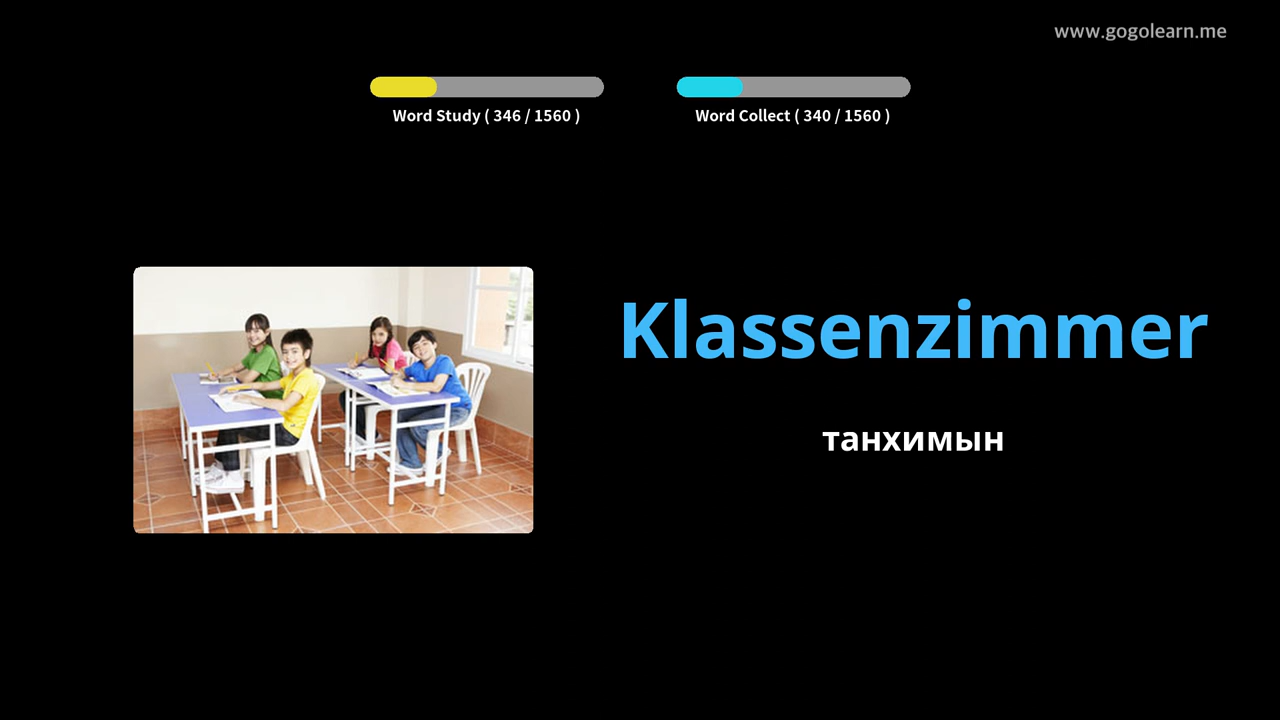 www.gogolearn.me
Word Study ( 346 / 1560 )
Word Collect ( 340 / 1560 )
Klassenzimmer
танхимын